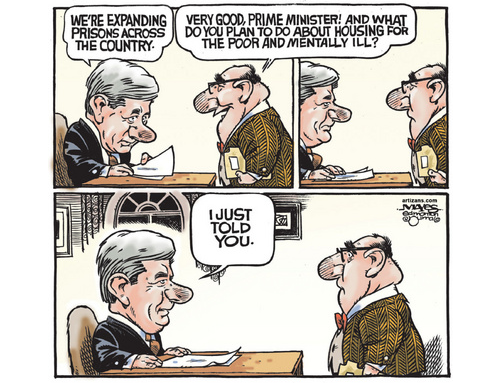 WE'RE EXPANDING
PRISONS ACROSS
THE COUNTRY.
VERY GOOD, PRIME MINISTER! AND WHAT
DO YOU PLAN TO DO ABOUT HOUSING FOR
THE POOR AND MENTALLY ILL?
I JUST
TOLD
YOU.
artizans.com